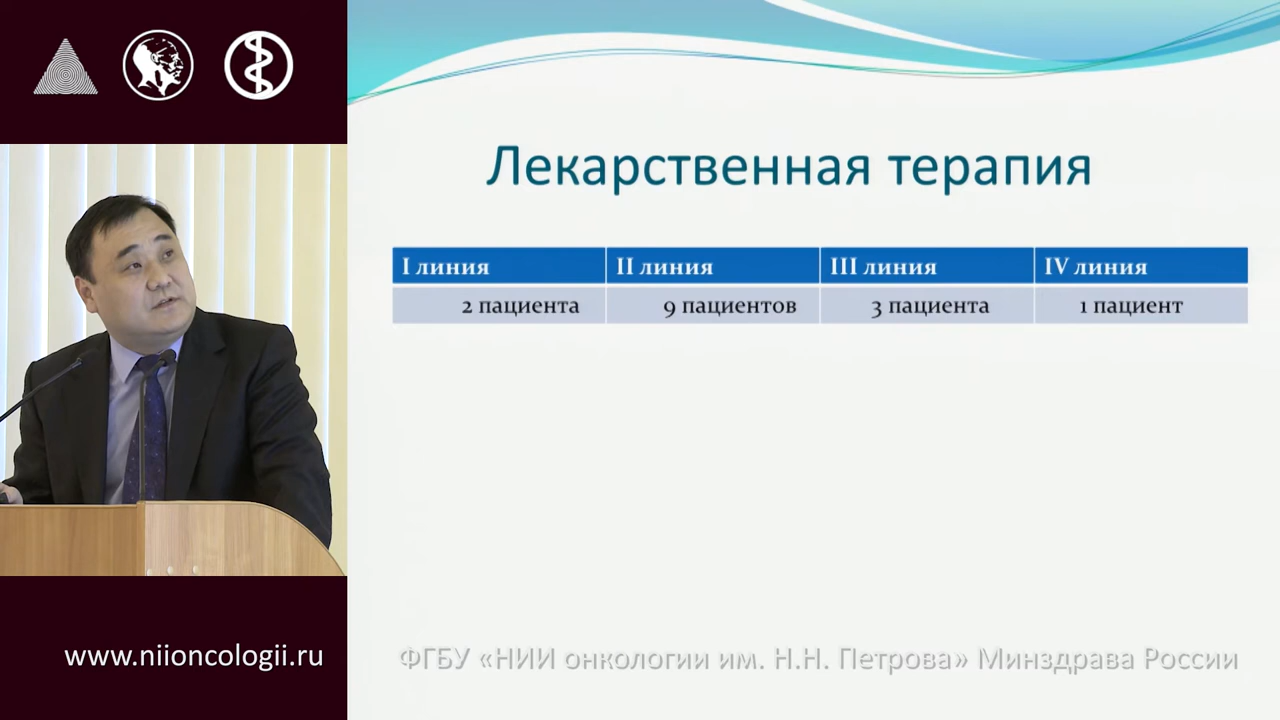 Лекарственная терапия
I линия II линия III линия IV линия
2 пациента 9 пациентов 3 пациента 1 пациент
www.niioncologii.ru
ФГБУ «НИИ онкологии им. Н.Н. Петрова» Минздрава России